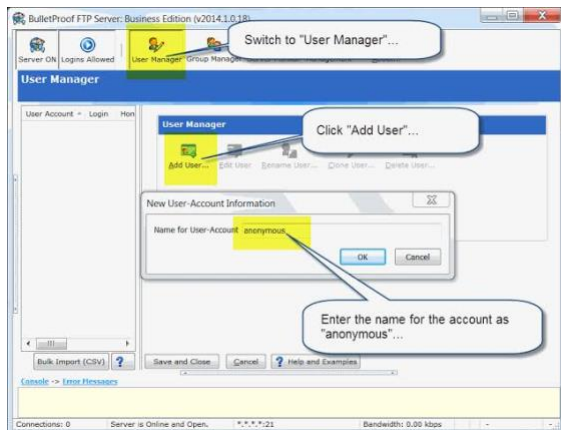 BulletProof FTP Server: Business Edition (v2014.1.0.18)
Switch to "User Manager"...
Server ON Logins Allowed User Manager Group Manager
User Manager
User Account Login Hon
User Manager
Click "Add User"...
Add User... Edit User Rename User... Clone User... Delete User...
New User-Account Information
Name for User-Account anonymous
OK Cancel
Enter the name for the account as
"anonymous"...
Bulk Import (CSV) ? Save and Close Cancel ? Help and Examples
Console -> Error Messages
Connections: 0 Server is Online and Open. *.*.*.*:21 Bandwidth: 0.00 kbps - -